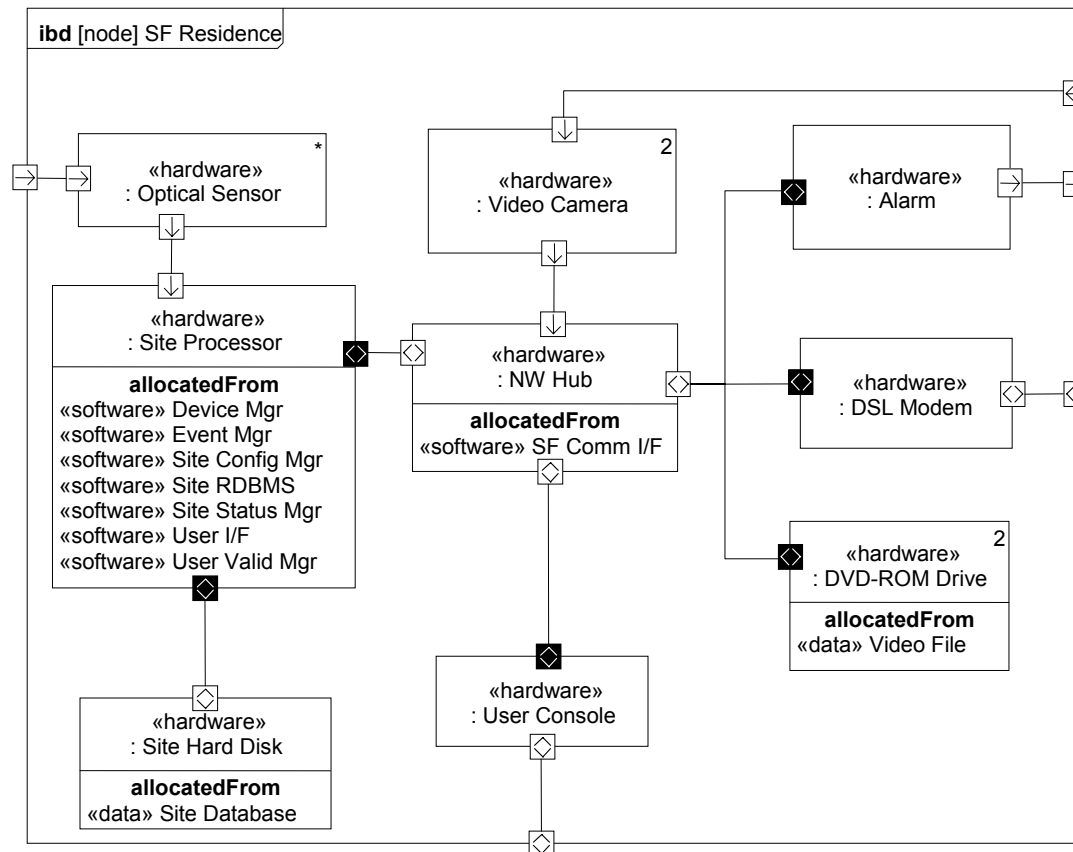 ibd [node] SF Residence
*
«hardware»
: Optical Sensor
2
«hardware»
: Video Camera
«hardware»
: Alarm
«hardware»
: Site Processor
allocatedFrom
«software» Device Mgr
«software» Event Mgr
«software» Site Config Mgr
«software» Site RDBMS
«software» Site Status Mgr
«software» User I/F
«software» User Valid Mgr
«hardware»
: NW Hub
allocatedFrom
«software» SF Comm I/F
«hardware»
: DSL Modem
2
«hardware»
: DVD-ROM Drive
allocatedFrom
«data» Video File
«hardware»
: Site Hard Disk
allocatedFrom
«data» Site Database
«hardware»
: User Console